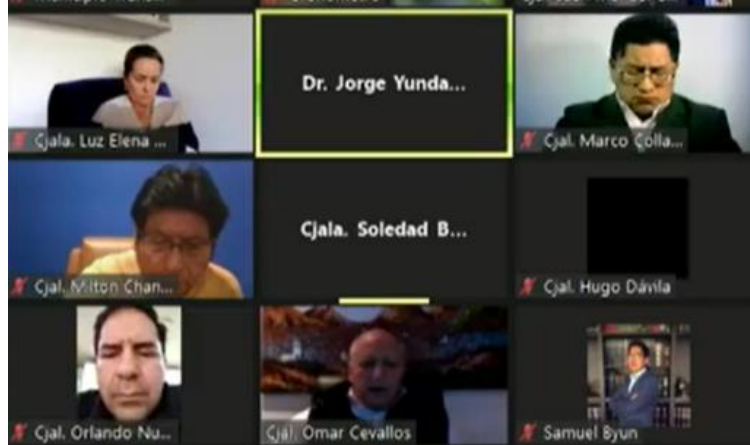 Cjala. Luz Elena ...
Dr. Jorge Yunda...
Cjal. Marco Colla...
Cjal. Milton Chan...
Cjala. Soledad B...
Cjal. Hugo Dávila
Cjal. Orlando Nu...
Cjal. Omar Cevallos
Samuel Byun